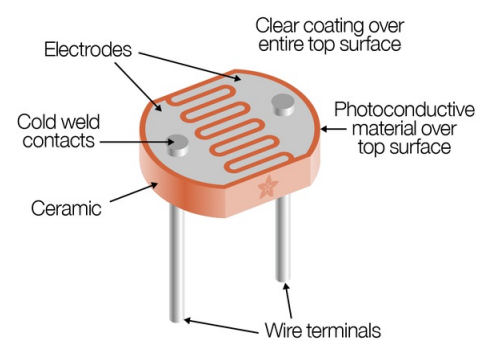 Clear coating over
entire top surface
Electrodes
Photoconductive
material over
top surface
Cold weld
contacts
Ceramic
Wire terminals